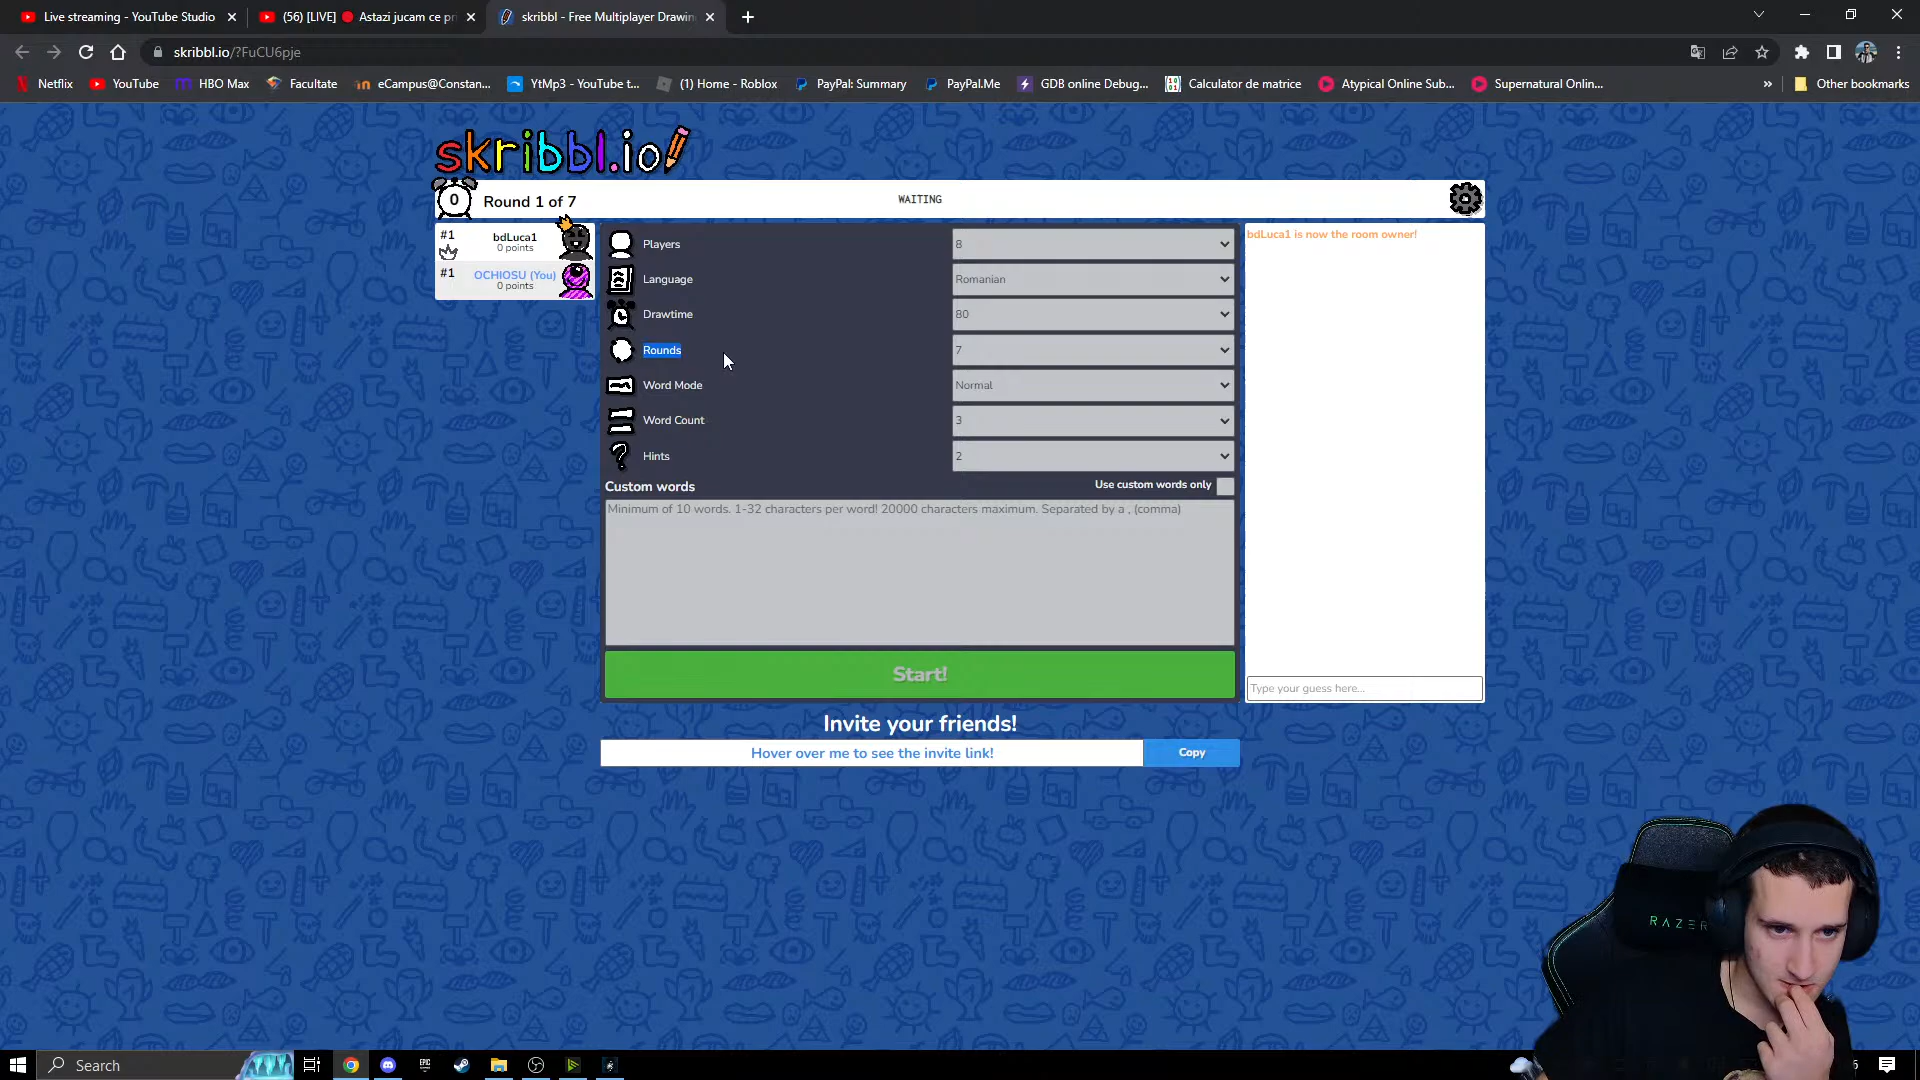 Live streaming - YouTube Studio
(56) [LIVE] 🔴 Astazi jucam ce pr
skribbl - Free Multiplayer Drawin
skribbl.io/?FuCU6pje
Netflix
YouTube
HBO Max
Facultate
eCampus@Constan...
YtMp3 - YouTube t...
(1) Home - Roblox
PayPal: Summary
PayPal.Me
GDB online Debug...
Calculator de matrice
Atypical Online Sub...
Supernatural Onlin...
»
Other bookmarks
skribbl.io
0
Round 1 of 7
WAITING
#1
bdLuca1
0 points
#1
OCHIOSU (You)
0 points
Players
8
Language
Romanian
Drawtime
80
Rounds
7
Word Mode
Normal
Word Count
3
Hints
2
Custom words
Use custom words only
Minimum of 10 words. 1-32 characters per word! 20000 characters maximum. Separated by a , (comma)
Start!
bdLuca1 is now the room owner!
Type your guess here...
Invite your friends!
Hover over me to see the invite link!
Copy
RAZER
Search
EPIC